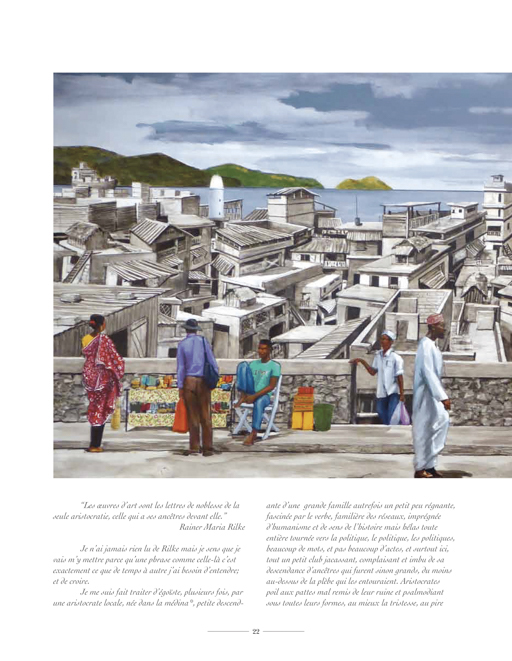 "Les œuvres d'art sont les lettres de noblesse de la
seule aristocratie, celle qui a ses ancêtres devant elle."
Rainer Maria Rilke
Je n'ai jamais rien lu de Rilke mais je sens que je
vais m'y mettre parce qu'une phrase comme celle-là c'est
exactement ce que de temps à autre j'ai besoin d'entendre;
et de croire.
Je me suis fait traiter d'égoïste, plusieurs fois, par
une aristocrate locale, née dans la médina*, petite descend-
ante d'une grande famille autrefois un petit peu régnante,
fascinée par le verbe, familière des réseaux, imprégnée
d'humanisme et de sens de l'histoire mais hélas toute
entière tournée vers la politique, le politique, les politiques,
beaucoup de mots, et pas beaucoup d'actes, et surtout ici,
tout un petit club jacassant, complaisant et imbu de sa
descendance d'ancêtres qui furent sinon grands, du moins
au-dessus de la plèbe qui les entouraient. Aristocrates
poil aux pattes mal remis de leur ruine et psalmodiant
sous toutes leurs formes, au mieux la tristesse, au pire
22